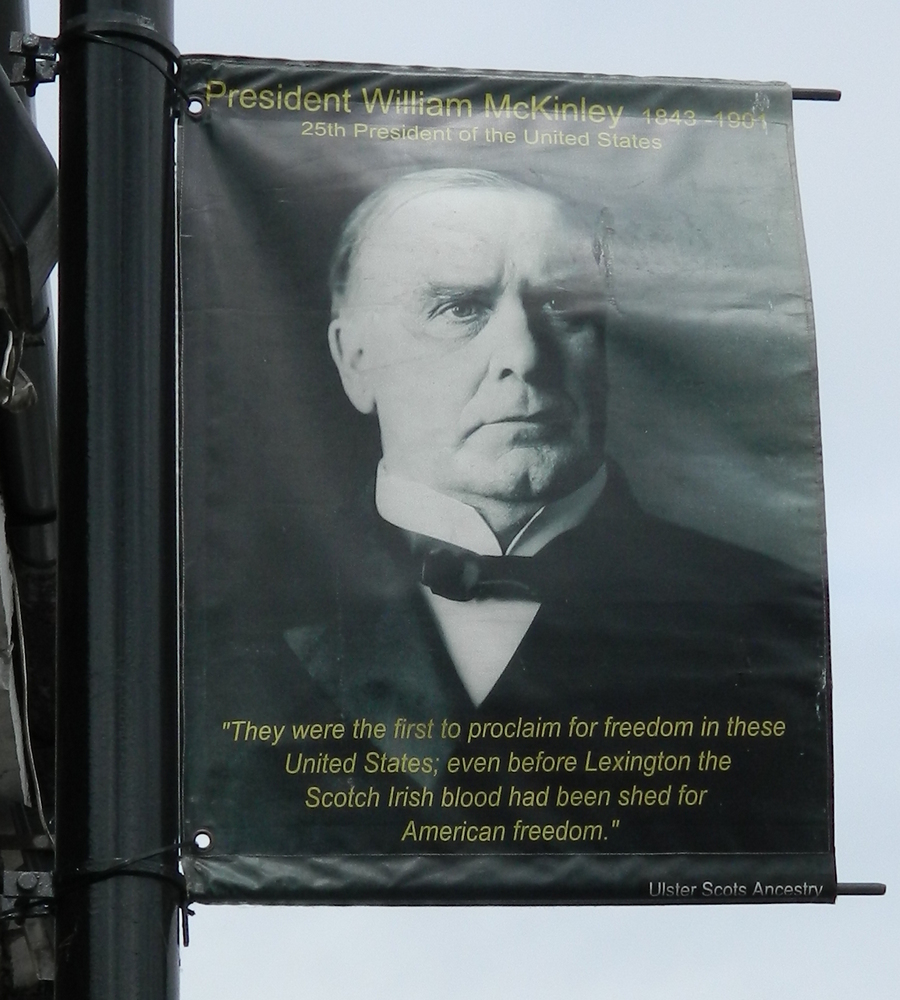 President William McKinley 1843 -1901
25th President of the United States
"They were the first to proclaim for freedom in these
United States; even before Lexington the
Scotch Irish blood had been shed for
American freedom."
Ulster Scots Ancestry